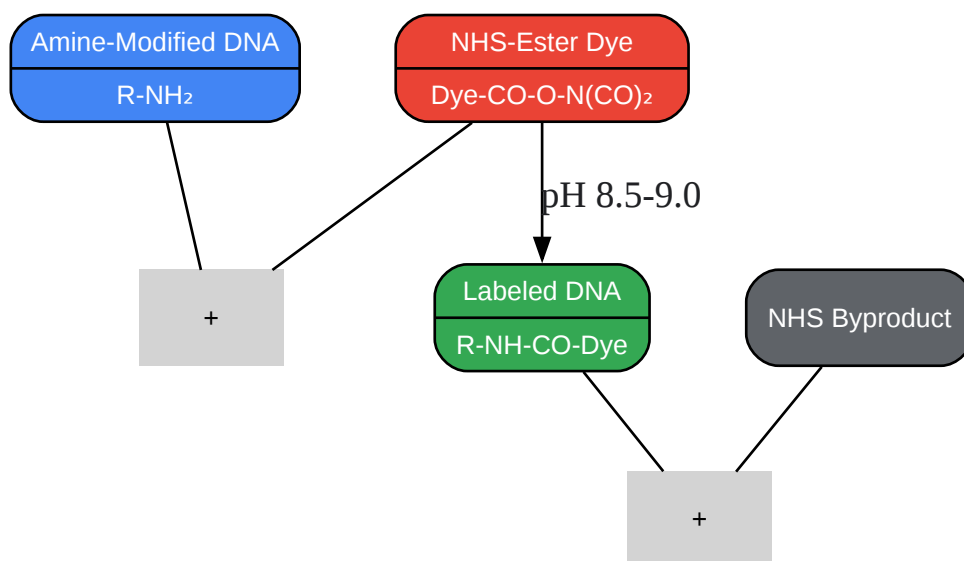 Amine-Modified DNA
R-NH₂
NHS-Ester Dye
Dye-CO-O-N(CO)₂
pH 8.5-9.0
+
Labeled DNA
R-NH-CO-Dye
NHS Byproduct
+